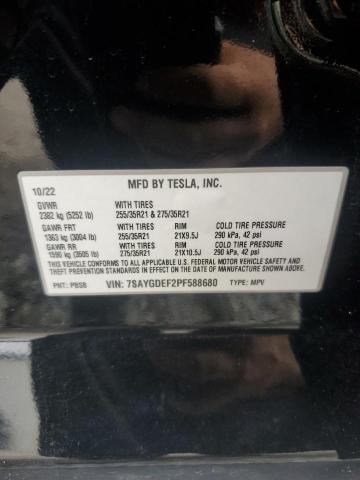 10/22 MFD BY TESLA, INC.
GVWR WITH TIRES
2382 kg (5252 lb) 255/35R21 & 275/35R21
GAWR FRT WITH TIRES RIM COLD TIRE PRESSURE
1363 kg (3004 lb) 255/35R21 21X9.5J 290 kPa, 42 psi
GAWR RR WITH TIRES RIM COLD TIRE PRESSURE
1590 kg (3505 lb) 275/35R21 21X10.5J 290 kPa, 42 psi
THIS VEHICLE CONFORMS TO ALL APPLICABLE U.S. FEDERAL MOTOR VEHICLE SAFETY AND
THEFT PREVENTION STANDARDS IN EFFECT ON THE DATE OF MANUFACTURE SHOWN ABOVE.
PNT: PBSB VIN: 7SAYGDEF2PF588680 TYPE: MPV